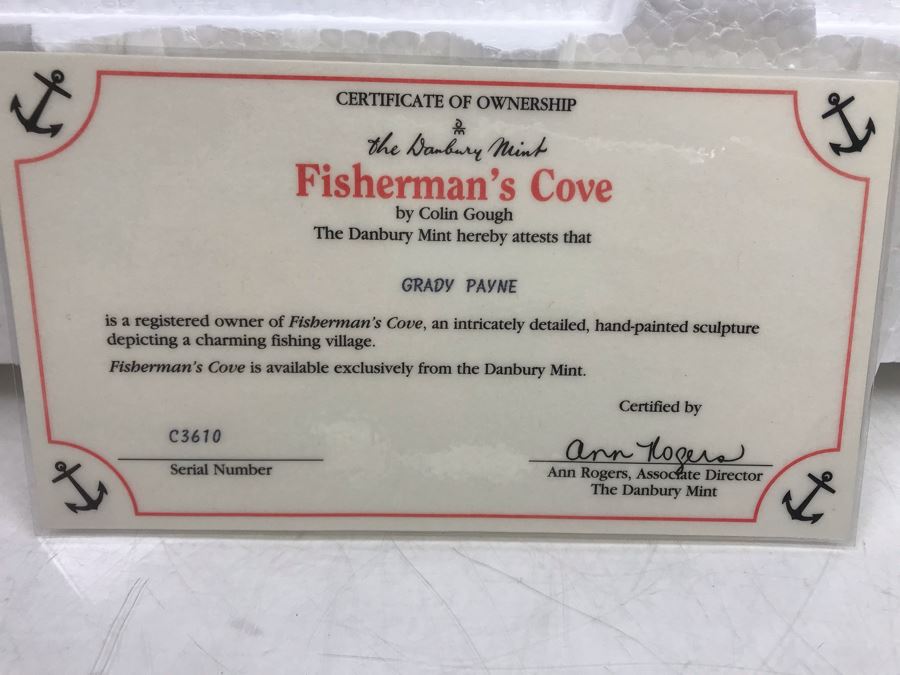 CERTIFICATE OF OWNERSHIP
the Danbury Mint
Fisherman's Cove
by Colin Gough
The Danbury Mint hereby attests that
GRADY PAYNE
is a registered owner of Fisherman's Cove, an intricately detailed, hand-painted sculpture
depicting a charming fishing village.
Fisherman's Cove is available exclusively from the Danbury Mint.
Certified by
C3610
Serial Number
Ann Rogers
Ann Rogers, Associate Director
The Danbury Mint